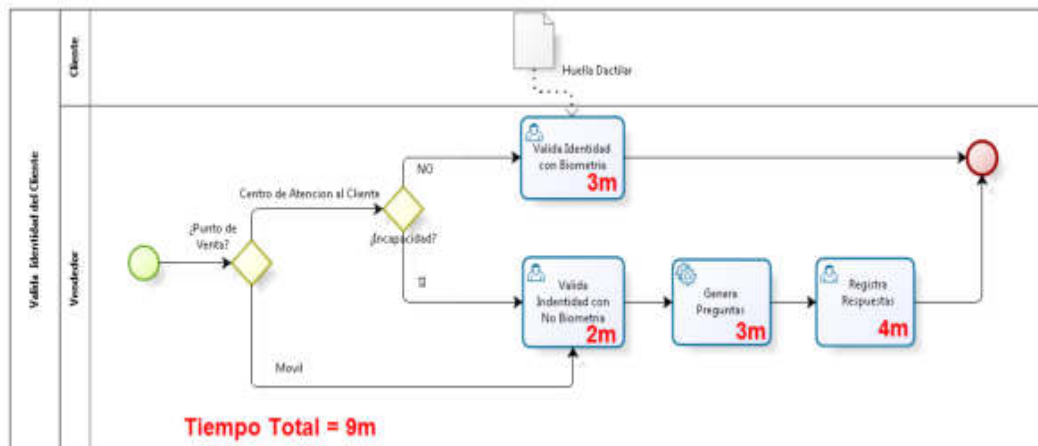 Valida Identidad del Cliente
Cliente
Huella Dactilar
Vendedor
¿Punto de
Venta?
Centro de Atencion al Cliente
¿Incapacidad?
NO
SI
Movil
Valida Identidad
con Biometria
3m
Valida
Indentidad con
No Biometria
2m
Genera
Preguntas
3m
Registra
Respuestas
4m
Tiempo Total = 9m